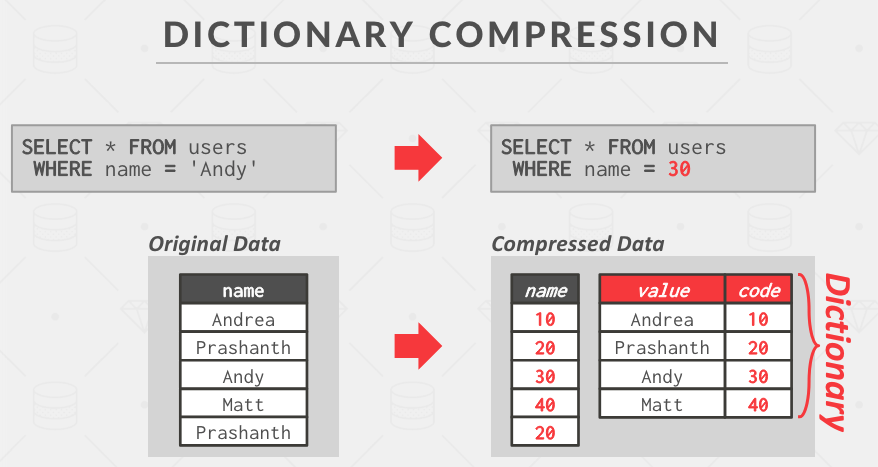 DICTIONARY COMPRESSION
SELECT * FROM users
WHERE name = 'Andy'
SELECT * FROM users
WHERE name = 30
Original Data
name
Andrea
Prashanth
Andy
Matt
Prashanth
Compressed Data
name
10
20
30
40
20
value code
Andrea 10
Prashanth 20
Andy 30
Matt 40
Dictionary